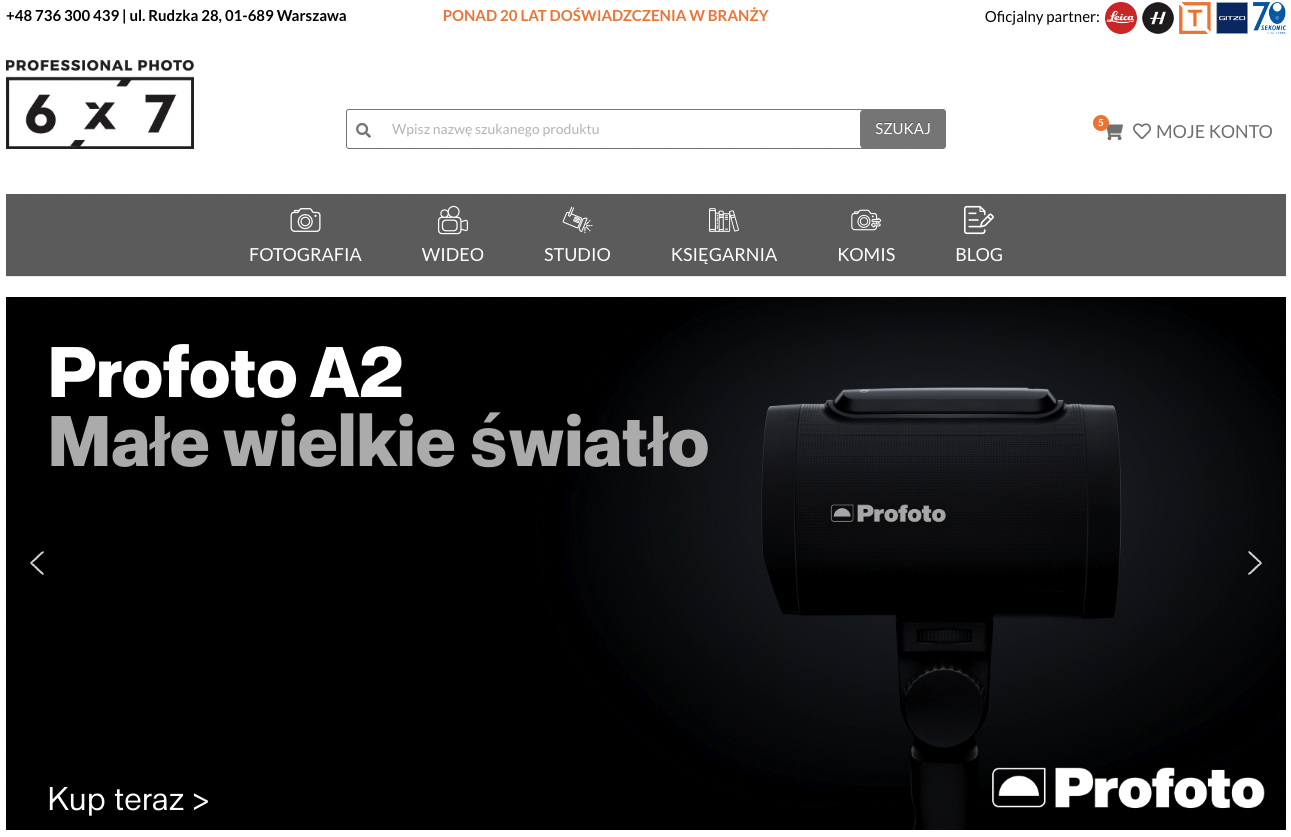 +48 736 300 439 | ul. Rudzka 28, 01-689 Warszawa
PONAD 20 LAT DOŚWIADZCZENIA W BRANŻY
Oficjalny partner: Leica H T GITZO 70 SEKONIC
PROFESSIONAL PHOTO
6 x 7
Wpisz nazwę szukanego produktu
SZUKAJ
5
MOJE KONTO
FOTOGRAFIA WIDEO STUDIO KSIĘGARNIA KOMIS BLOG
Profoto A2
Małe wielkie światło
Profoto
Kup teraz >
Profoto